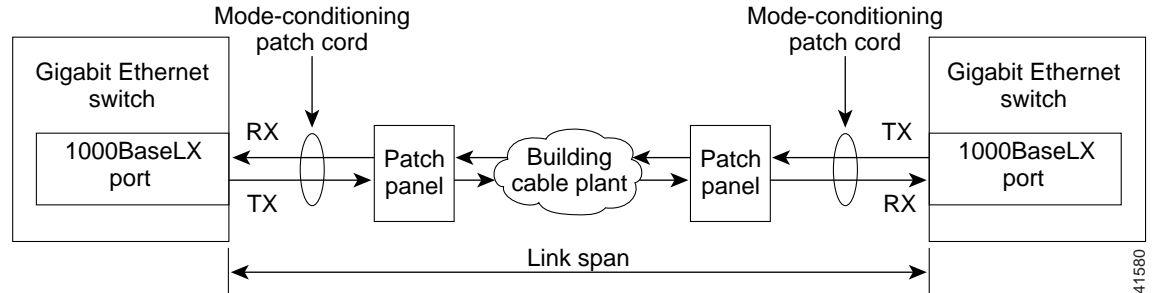 Mode-conditioning
patch cord
Mode-conditioning
patch cord
Gigabit Ethernet
switch
Gigabit Ethernet
switch
RX
TX
1000BaseLX
port
Patch
panel
Building
cable plant
Patch
panel
1000BaseLX
port
TX
RX
Link span
41580